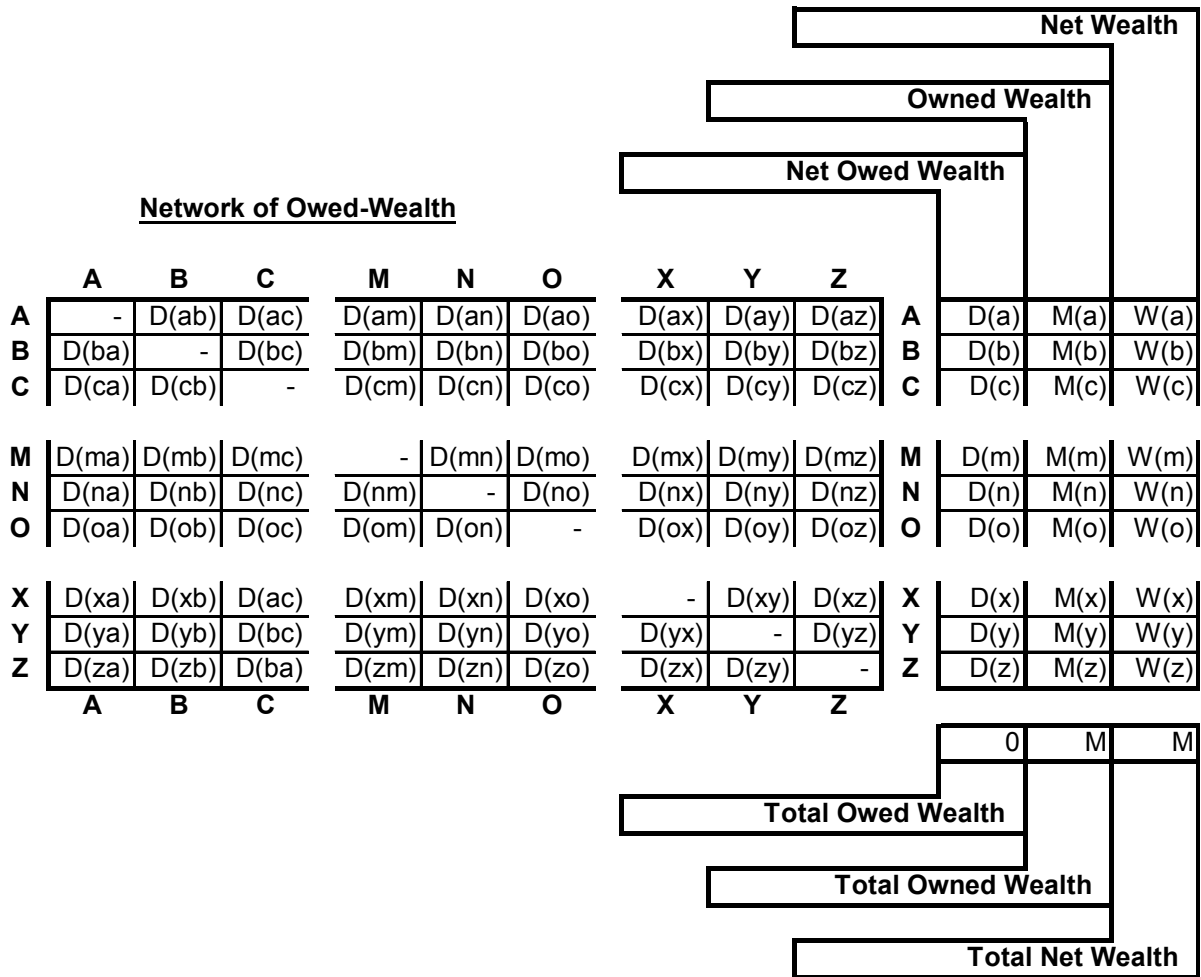 Net Wealth
Owned Wealth
Net Owed Wealth
Network of Owed-Wealth
A B C M N O X Y Z
A - D(ab) D(ac) D(am) D(an) D(ao) D(ax) D(ay) D(az) A D(a) M(a) W(a)
B D(ba) - D(bc) D(bm) D(bn) D(bo) D(bx) D(by) D(bz) B D(b) M(b) W(b)
C D(ca) D(cb) - D(cm) D(cn) D(co) D(cx) D(cy) D(cz) C D(c) M(c) W(c)
M D(ma) D(mb) D(mc) - D(mn) D(mo) D(mx) D(my) D(mz) M D(m) M(m) W(m)
N D(na) D(nb) D(nc) D(nm) - D(no) D(nx) D(ny) D(nz) N D(n) M(n) W(n)
O D(oa) D(ob) D(oc) D(om) D(on) - D(ox) D(oy) D(oz) O D(o) M(o) W(o)
X D(xa) D(xb) D(ac) D(xm) D(xn) D(xo) - D(xy) D(xz) X D(x) M(x) W(x)
Y D(ya) D(yb) D(bc) D(ym) D(yn) D(yo) D(yx) - D(yz) Y D(y) M(y) W(y)
Z D(za) D(zb) D(ba) D(zm) D(zn) D(zo) D(zx) D(zy) - Z D(z) M(z) W(z)
A B C M N O X Y Z
0 M M
Total Owed Wealth
Total Owned Wealth
Total Net Wealth